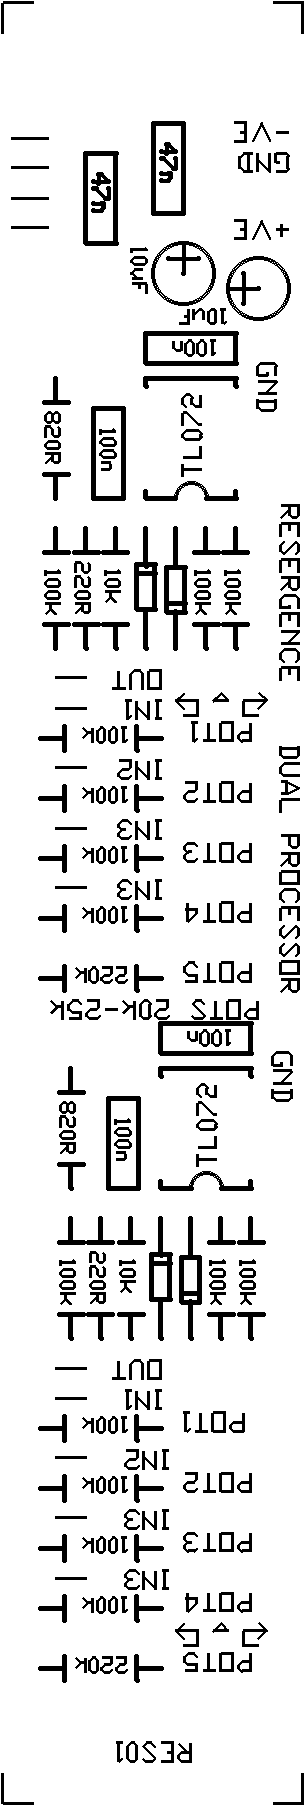 -VE
GND
47n
47n
+VE
10uF
10uF
100n
GND
TL072
820R
100n
RESERGENCE
100k
220R
10k
100k
100k
OUT
IN1
100k
POT1
IN2
100k
POT2
DUAL PROCESSOR
IN3
100k
POT3
IN3
100k
POT4
220k
POT5
POTS 20k-25k
100n
GND
TL072
820R
100n
100k
220R
10k
100k
100k
OUT
IN1
100k
POT1
IN2
100k
POT2
IN3
100k
POT3
IN3
100k
POT4
220k
POT5
RES01